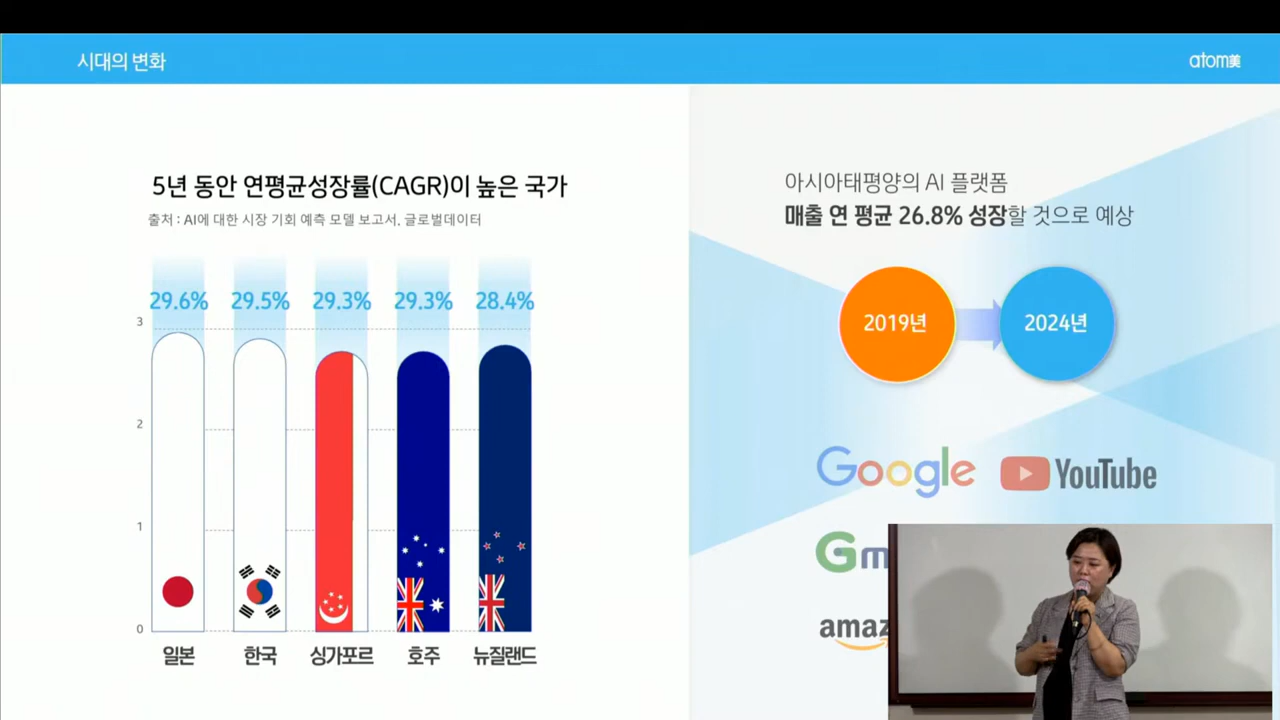 시대의 변화
atom美
5년 동안 연평균성장률(CAGR)이 높은 국가
출처 : AI에 대한 시장 기회 예측 모델 보고서, 글로벌데이터
29.6% 29.5% 29.3% 29.3% 28.4%
3
2
1
0
일본 한국 싱가포르 호주 뉴질랜드
아시아태평양의 AI 플랫폼
매출 연 평균 26.8% 성장할 것으로 예상
2019년 2024년
Google YouTube
Gm
amaz